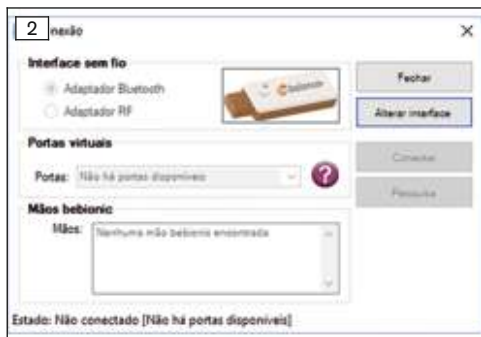 2
nexão
Interface sem fio
Adaptador Bluetooth
Adaptador RF
bebionic
Fechar
Alterar interface
Portas virtuais
Portas: Não há portas disponíveis
?
Conectar
Pesquisa
Mãos bebionic
Mãos: Nenhuma mão bebionic encontrada
Estado: Não conectado [Não há portas disponíveis]